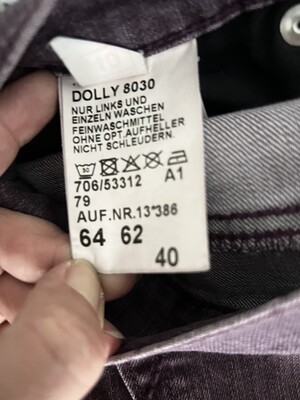 DOLLY 8030
NUR LINKS UND
EINZELN WASCHEN
FEINWASCHMITTEL
OHNE OPT.AUFHELLER
NICHT SCHLEUDERN.
30
706/53312 A1
79
AUF.NR.13*386
64 62
40